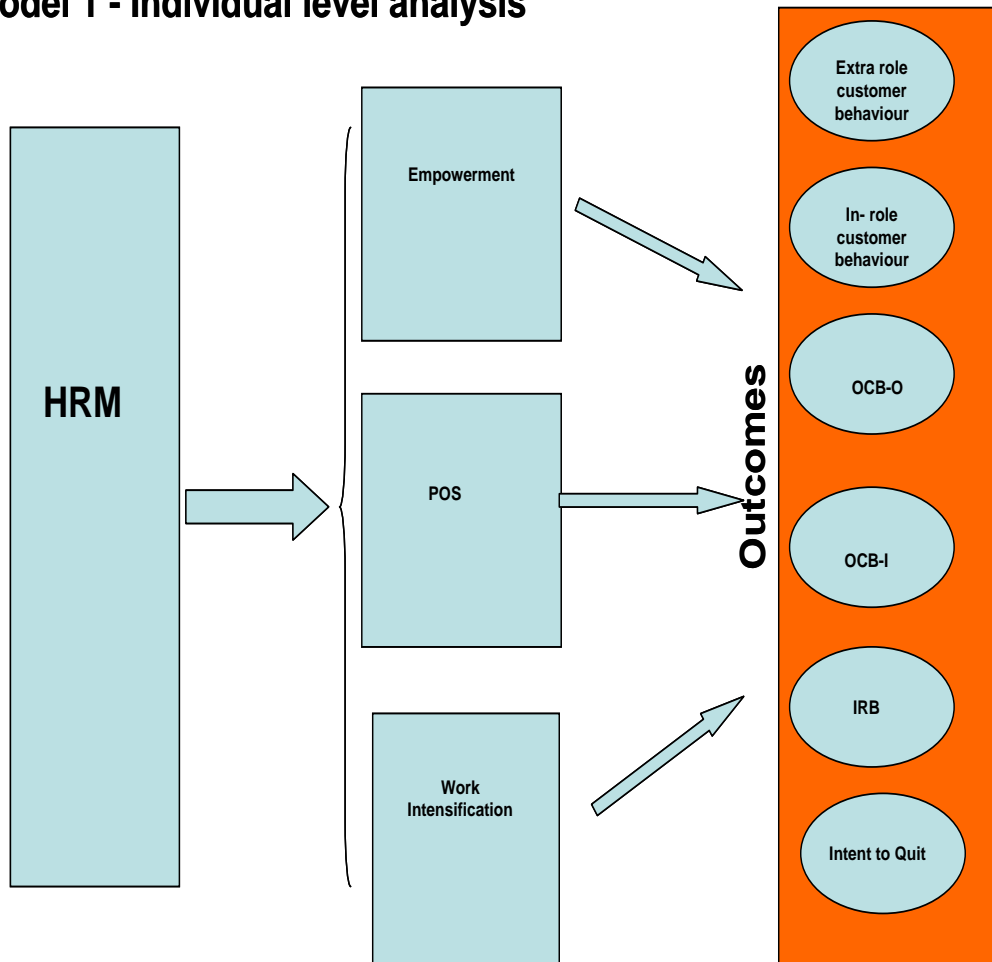 odel 1 - Individual level analysis
HRM
Empowerment
POS
Work
Intensification
Outcomes
Extra role
customer
behaviour
In- role
customer
behaviour
OCB-O
OCB-I
IRB
Intent to Quit